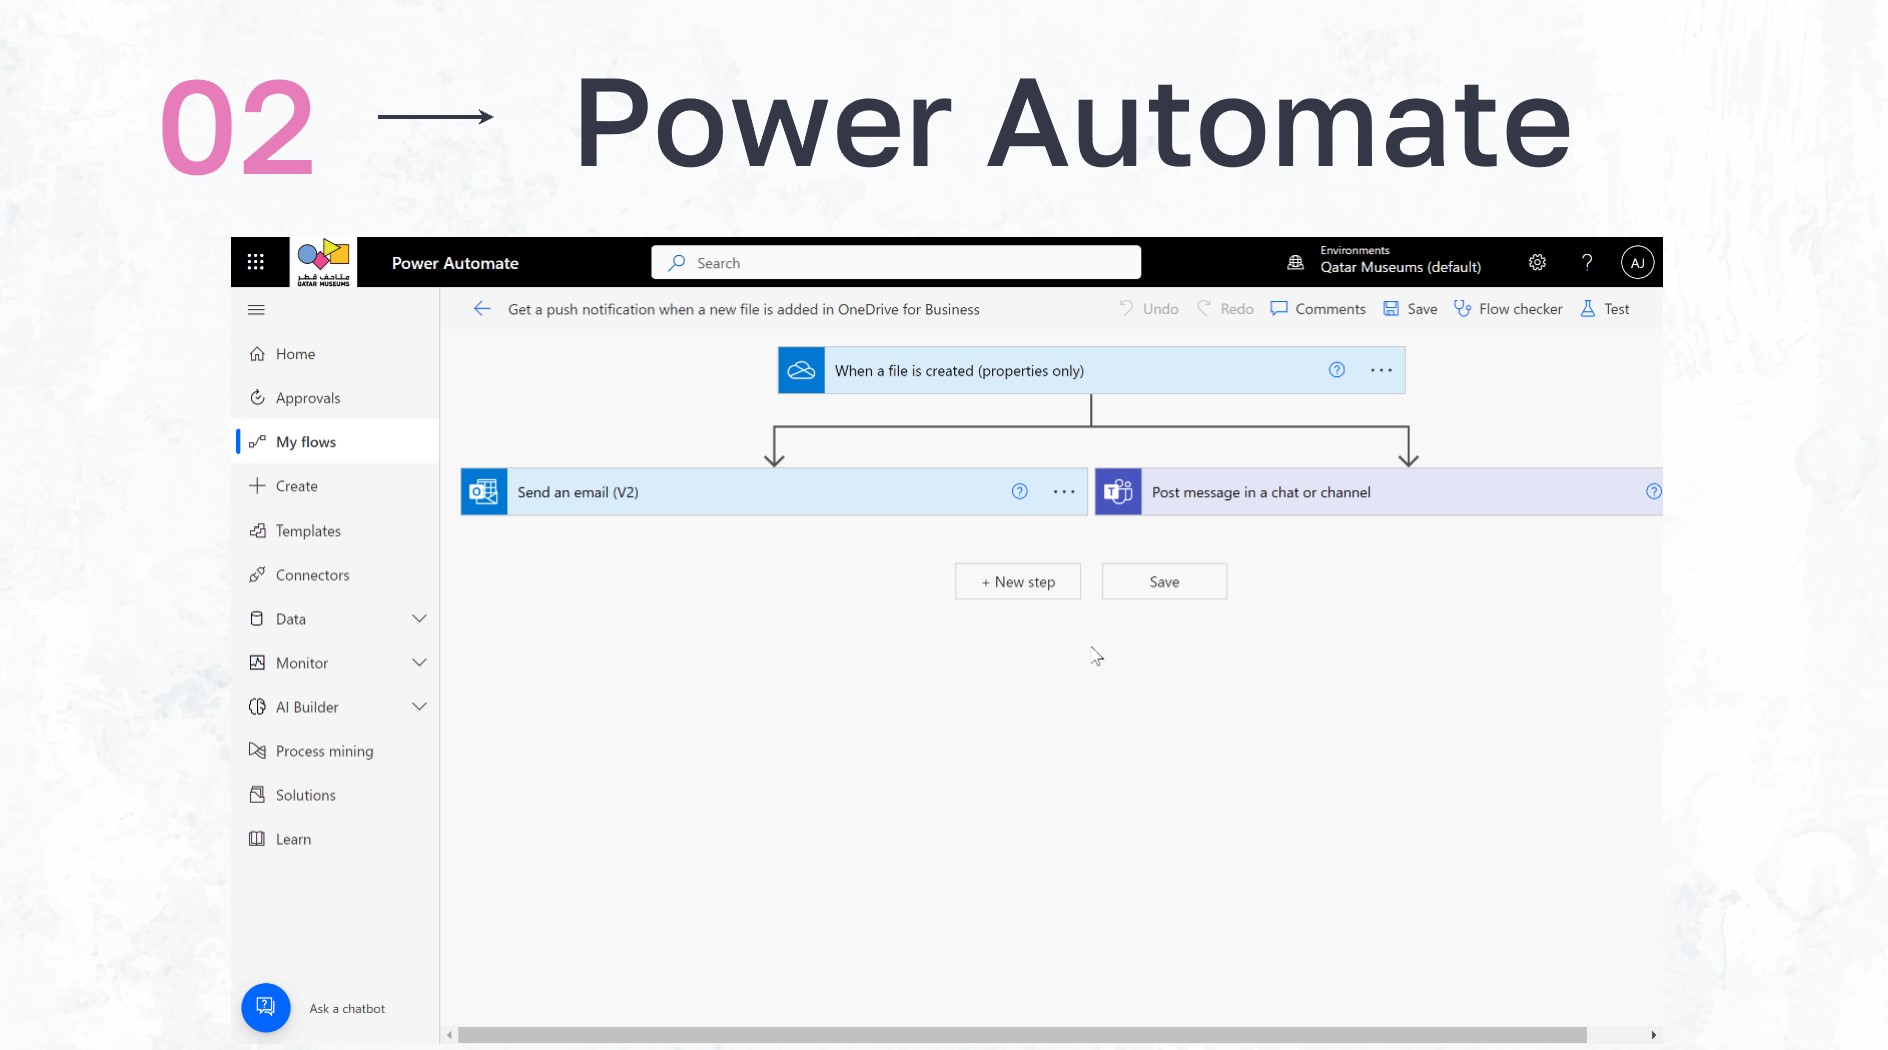 02 Power Automate
متاحف قطر
QATAR MUSEUMS
Power Automate
Search
Environments
Qatar Museums (default)
?
AJ
Get a push notification when a new file is added in OneDrive for Business
Undo
Redo
Comments
Save
Flow checker
Test
Home
Approvals
My flows
Create
Templates
Connectors
Data
Monitor
AI Builder
Process mining
Solutions
Learn
Ask a chatbot
When a file is created (properties only)
Send an email (V2)
Post message in a chat or channel
+ New step
Save